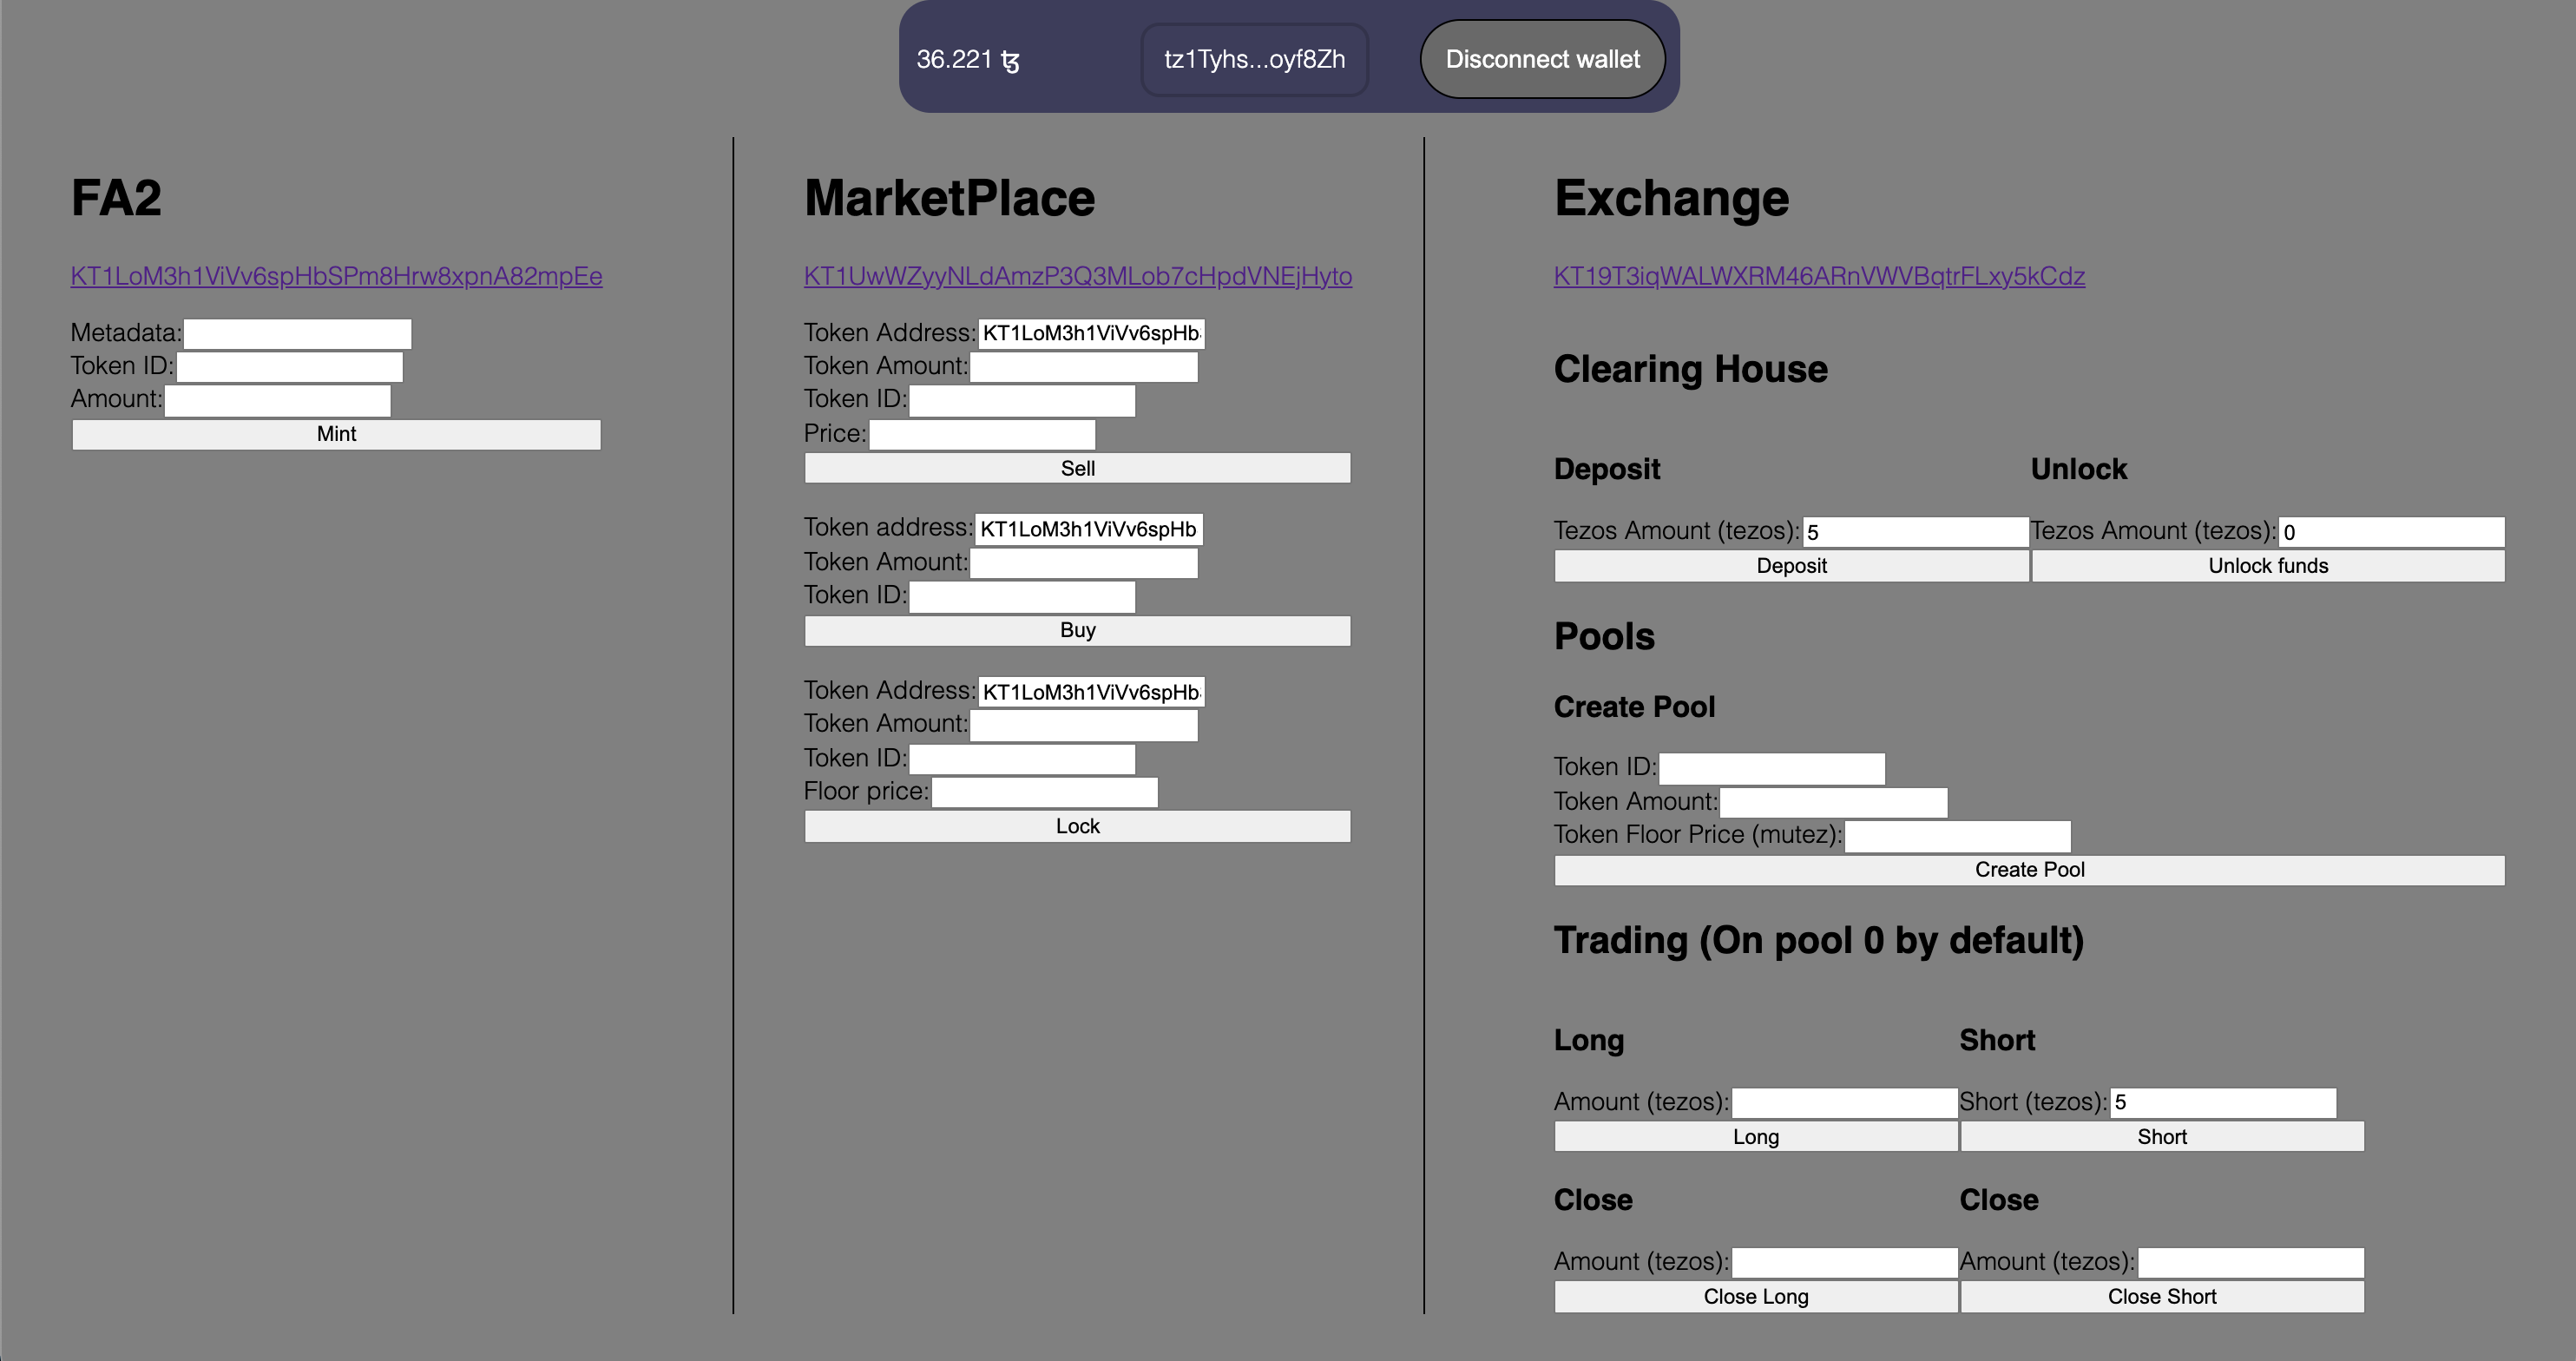 36.221 ꜩ
tz1Tyhs...oyf8Zh
Disconnect wallet
FA2
KT1LoM3h1ViVv6spHbSPm8Hrw8xpnA82mpEe
Metadata:
Token ID:
Amount:
Mint
MarketPlace
KT1UwWZyyNLdAmzP3Q3MLob7cHpdVNEjHyto
Token Address: KT1LoM3h1ViVv6spHb
Token Amount:
Token ID:
Price:
Sell
Token address: KT1LoM3h1ViVv6spHb
Token Amount:
Token ID:
Buy
Token Address: KT1LoM3h1ViVv6spHb
Token Amount:
Token ID:
Floor price:
Lock
Exchange
KT19T3iqWALWXRM46ARnVWVBqtrFLxy5kCdz
Clearing House
Deposit
Tezos Amount (tezos): 5
Deposit
Unlock
Tezos Amount (tezos): 0
Unlock funds
Pools
Create Pool
Token ID:
Token Amount:
Token Floor Price (mutez):
Create Pool
Trading (On pool 0 by default)
Long
Amount (tezos):
Long
Short
Short (tezos): 5
Short
Close
Amount (tezos):
Close Long
Close
Amount (tezos):
Close Short